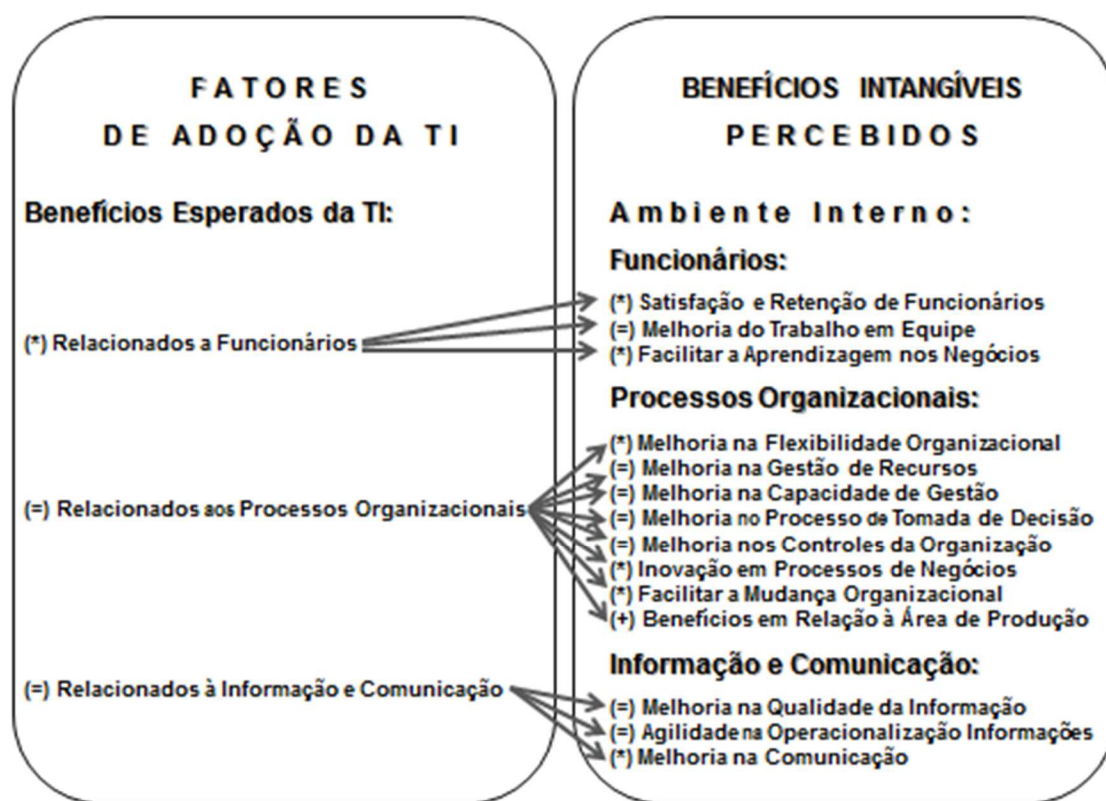 FATORES
DE ADOÇÃO DA TI
Benefícios Esperados da TI:
(*) Relacionados a Funcionários
(=) Relacionados aos Processos Organizacionais
(=) Relacionados à Informação e Comunicação
BENEFÍCIOS INTANGÍVEIS
PERCEBIDOS
Ambiente Interno:
Funcionários:
(*) Satisfação e Retenção de Funcionários
(=) Melhoria do Trabalho em Equipe
(*) Facilitar a Aprendizagem nos Negócios
Processos Organizacionais:
(*) Melhoria na Flexibilidade Organizacional
(=) Melhoria na Gestão de Recursos
(=) Melhoria na Capacidade de Gestão
(=) Melhoria no Processo de Tomada de Decisão
(=) Melhoria nos Controles da Organização
(*) Inovação em Processos de Negócios
(*) Facilitar a Mudança Organizacional
(+) Benefícios em Relação à Área de Produção
Informação e Comunicação:
(=) Melhoria na Qualidade da Informação
(=) Agilidade na Operacionalização Informações
(*) Melhoria na Comunicação